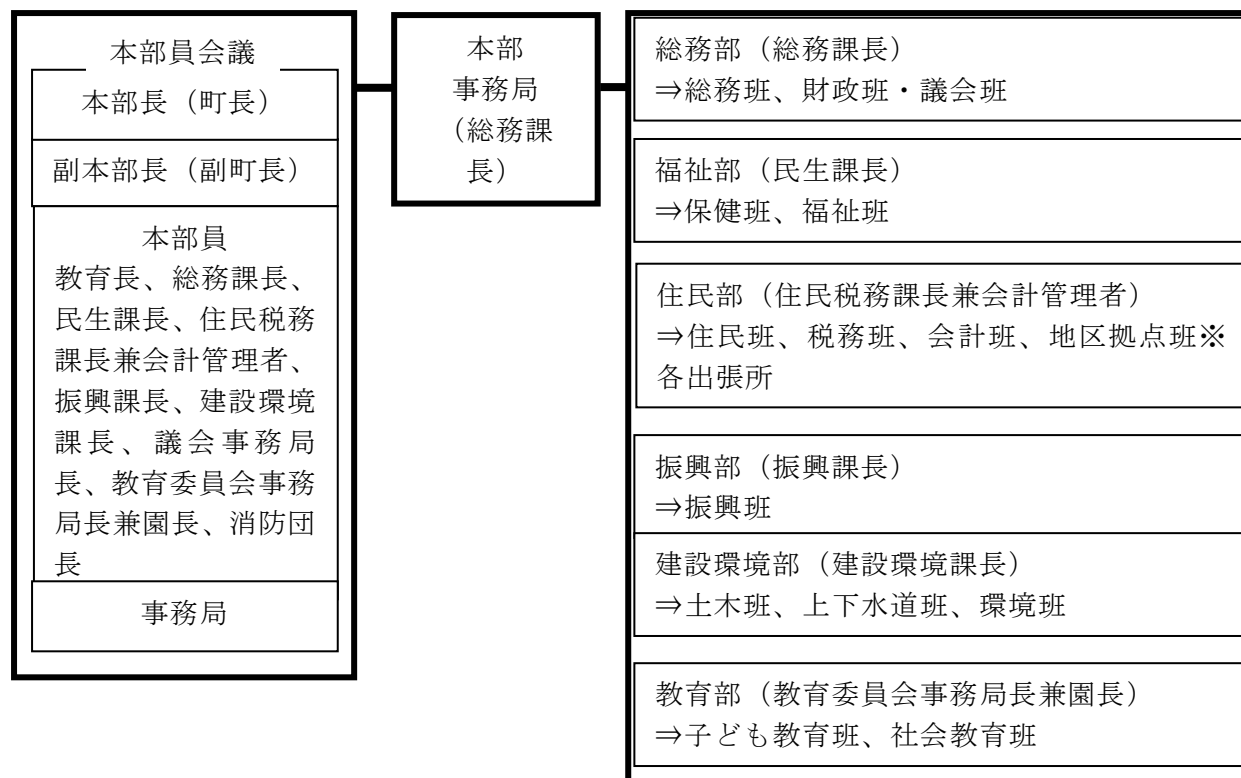 本部員会議
本部長（町長）
副本部長（副町長）
本部員
教育長、総務課長、
民生課長、住民税務
課長兼会計管理者、
振興課長、建設環境
課長、議会事務局
長、教育委員会事務
局長兼園長、消防団
長
事務局
本部
事務局
（総務課
長）
総務部（総務課長）
⇒総務班、財政班・議会班
福祉部（民生課長）
⇒保健班、福祉班
住民部（住民税務課長兼会計管理者）
⇒住民班、税務班、会計班、地区拠点班※
各出張所
振興部（振興課長）
⇒振興班
建設環境部（建設環境課長）
⇒土木班、上下水道班、環境班
教育部（教育委員会事務局長兼園長）
⇒子ども教育班、社会教育班